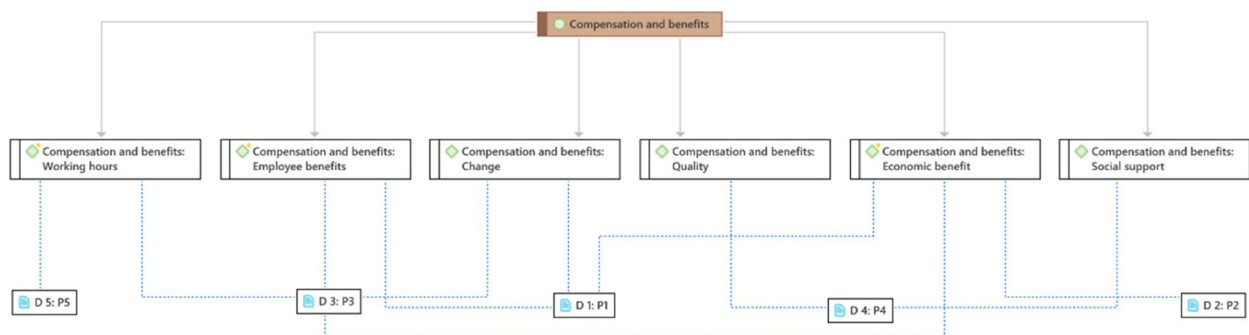 Compensation and benefits
Compensation and benefits:
Working hours
Compensation and benefits:
Employee benefits
Compensation and benefits:
Change
Compensation and benefits:
Quality
Compensation and benefits:
Economic benefit
Compensation and benefits:
Social support
D 5: P5
D 3: P3
D 1: P1
D 4: P4
D 2: P2